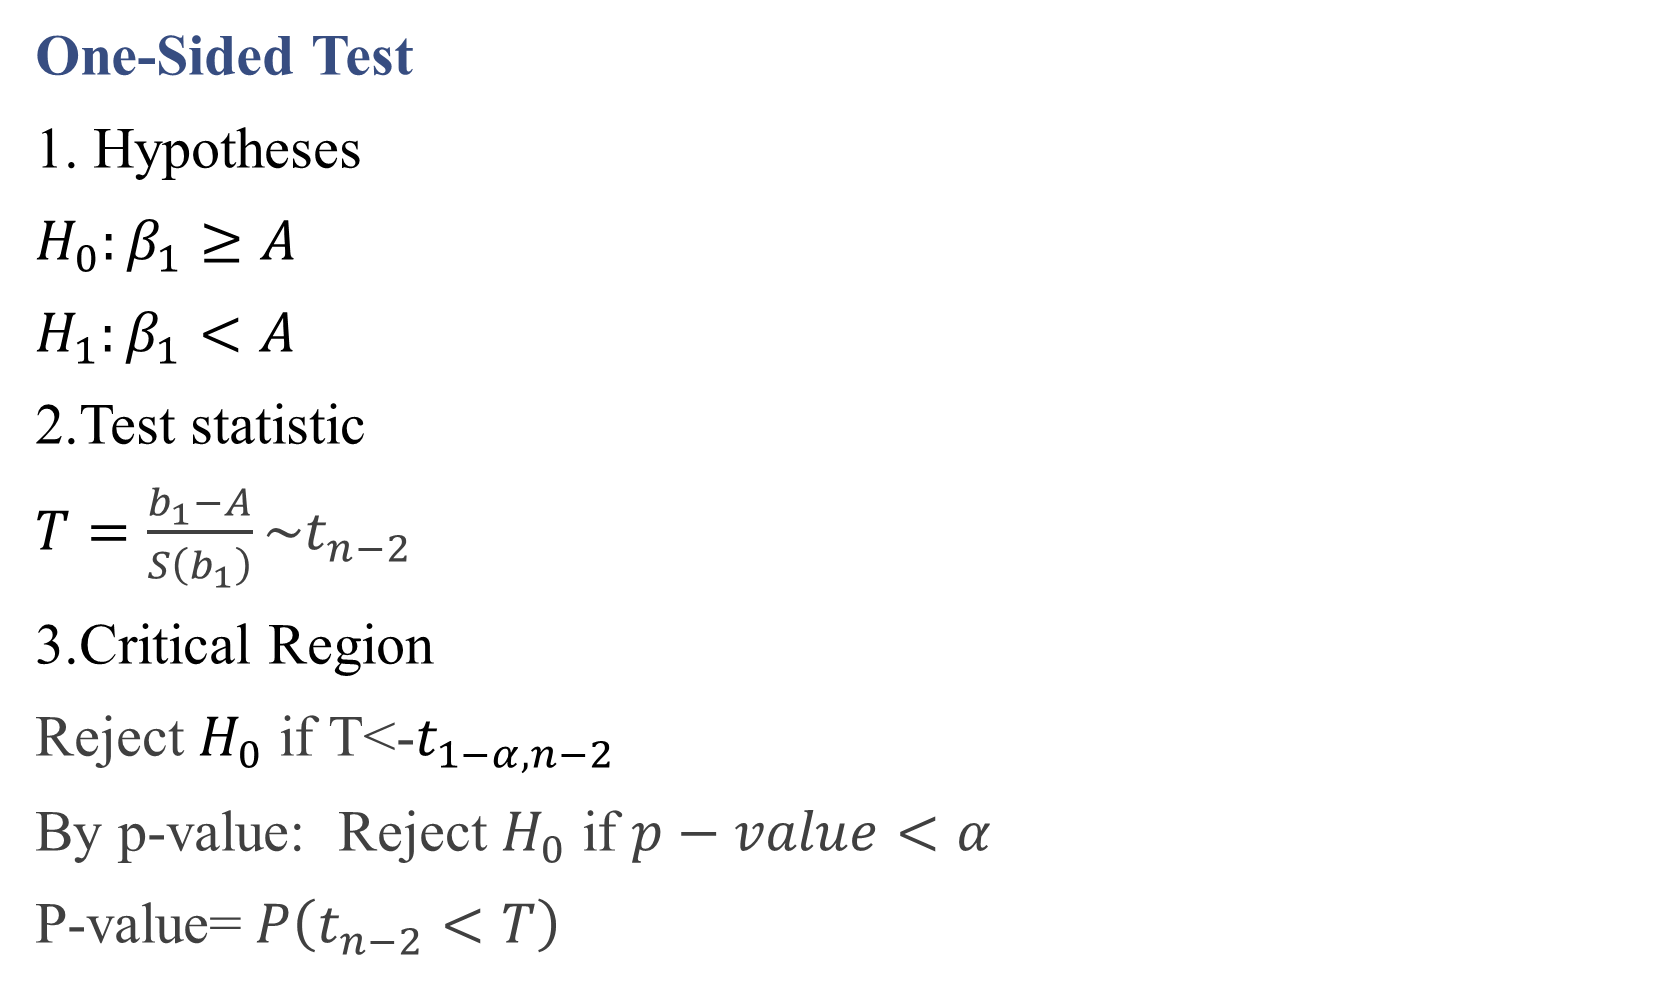 One-Sided Test
1. Hypotheses
H₀: β₁ ≥ A
H₁: β₁ < A
2.Test statistic
T = (b₁−A)/(S(b₁)) ~tₙ₋₂
3.Critical Region
Reject H₀ if T<-t₁₋α,ₙ₋₂
By p-value: Reject H₀ if p − value < α
P-value= P(tₙ₋₂ < T)